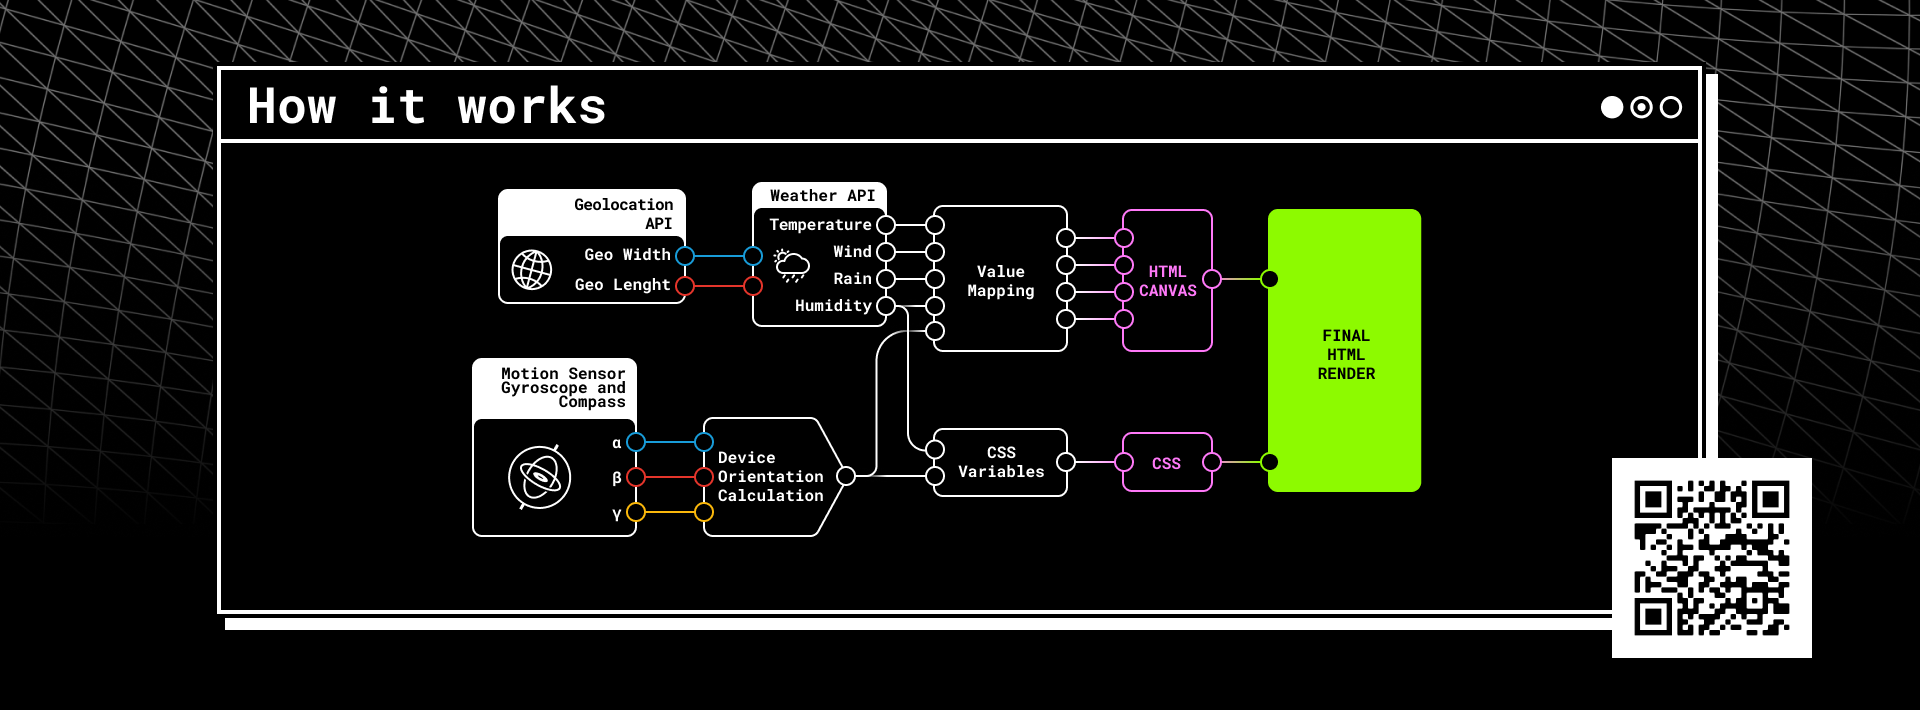 How it works
Geolocation
API
Geo Width
Geo Lenght
Weather API
Temperature
Wind
Rain
Humidity
Value
Mapping
HTML
CANVAS
FINAL
HTML
RENDER
Motion Sensor
Gyroscope and
Compass
α
β
γ
Device
Orientation
Calculation
CSS
Variables
CSS